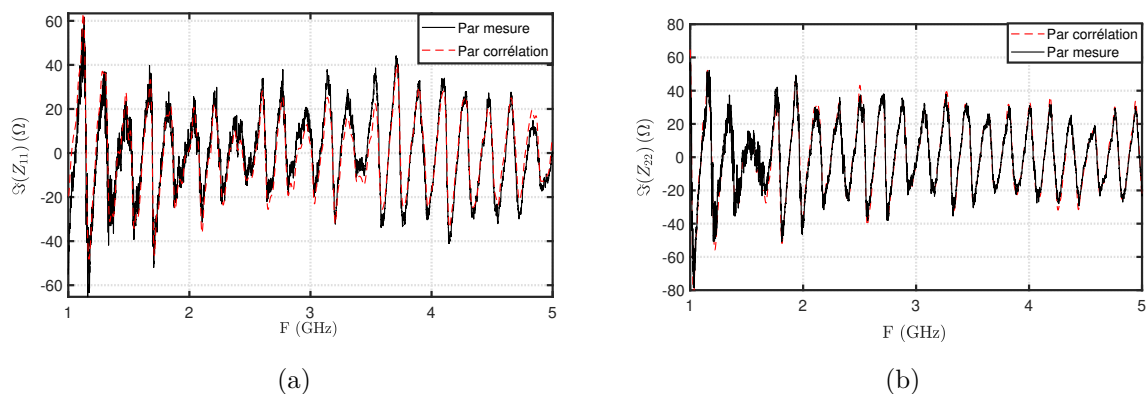 60
40
20
0
-20
-40
-60
ℑ(Z11) (Ω)
1
2
3
4
5
F (GHz)
Par mesure
Par corrélation
(a)
80
60
40
20
0
-20
-40
-60
-80
ℑ(Z22) (Ω)
1
2
3
4
5
F (GHz)
Par corrélation
Par mesure
(b)